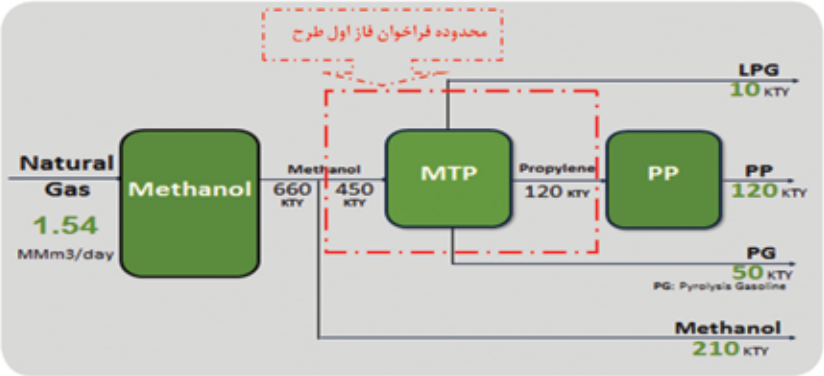 محدوده فراخوان فاز اول طرح
LPG
10 KTY
Natural
Gas
1.54
MMm3/day
Methanol
Methanol
660
KTY
450
KTY
MTP
Propylene
120 KTY
PP
PP
120 KTY
PG
50 KTY
PG: Pyrolysis Gasoline
Methanol
210 KTY